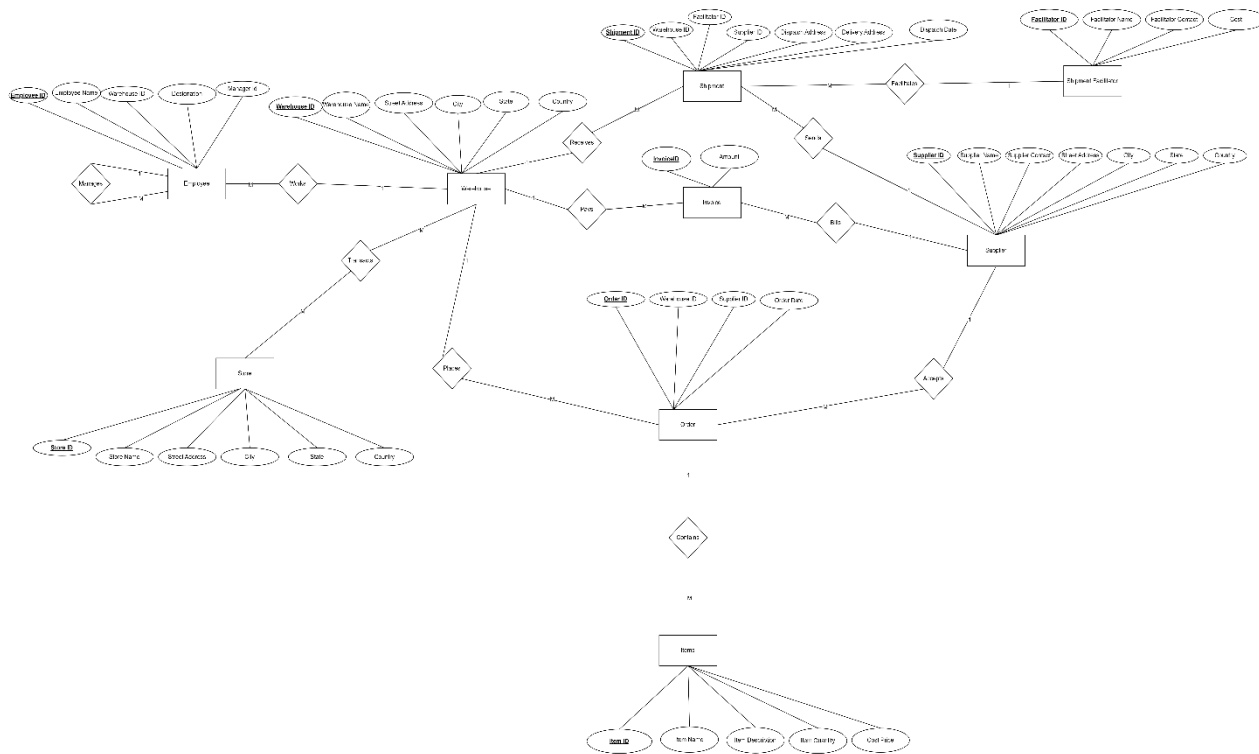 Facilitator ID
Shipment ID
Warehouse ID
Supplier ID
Dispatch Address
Delivery Address
Dispatch Date
Facilitator ID
Facilitator Name
Facilitator Contact
Cost
Shipment
M
Facilitates
1
Shipment Facilitator
Employee ID
Employee Name
Warehouse ID
Designation
Manager Id
Warehouse ID
Warehouse Name
Street Address
City
State
Country
Receives
M
Sends
InvoiceID
Amount
Supplier ID
Supplier Name
Supplier Contact
Street Address
City
State
Country
Manages
M
Employee
M
Works
Warehouse
Pays
Invoice
M
Bills
Supplier
Transacts
M
Order ID
Warehouse ID
Supplier ID
Order Date
Store
Places
M
Order
Accepts
Store ID
Store Name
Street Address
City
State
Country
1
Contains
M
Items
Item ID
Item Name
Item Description
Item Quantity
Cost Price